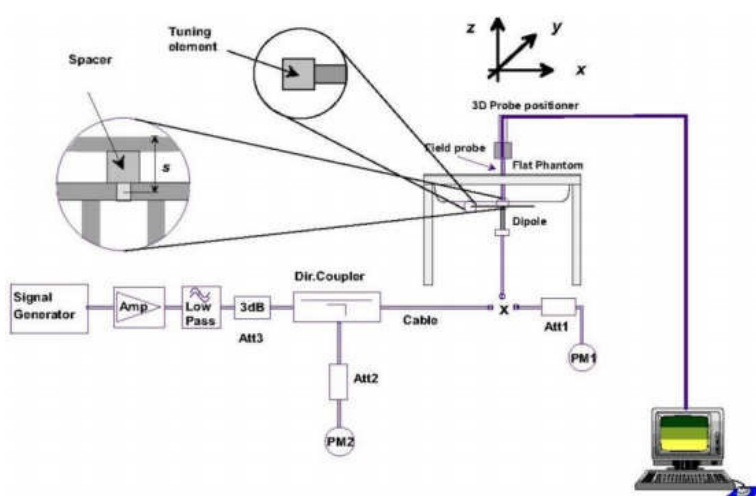 Tuning
element
Spacer
z
y
x
3D Probe positioner
Field probe
Flat Phantom
s
Dipole
Dir.Coupler
Signal
Generator
Amp
Low
Pass
3dB
Att3
Cable
x
Att1
PM1
Att2
PM2